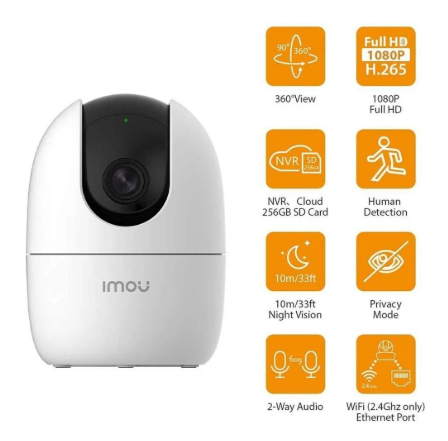 imou
90° 360°
360°View
Full HD
1080P
H.265
1080P
Full HD
NVR
SD
256GB
NVR、Cloud
256GB SD Card
Human
Detection
10m/33ft
10m/33ft
Night Vision
Privacy
Mode
2-Way Audio
2.4GHz
WiFi (2.4Ghz only)
Ethernet Port